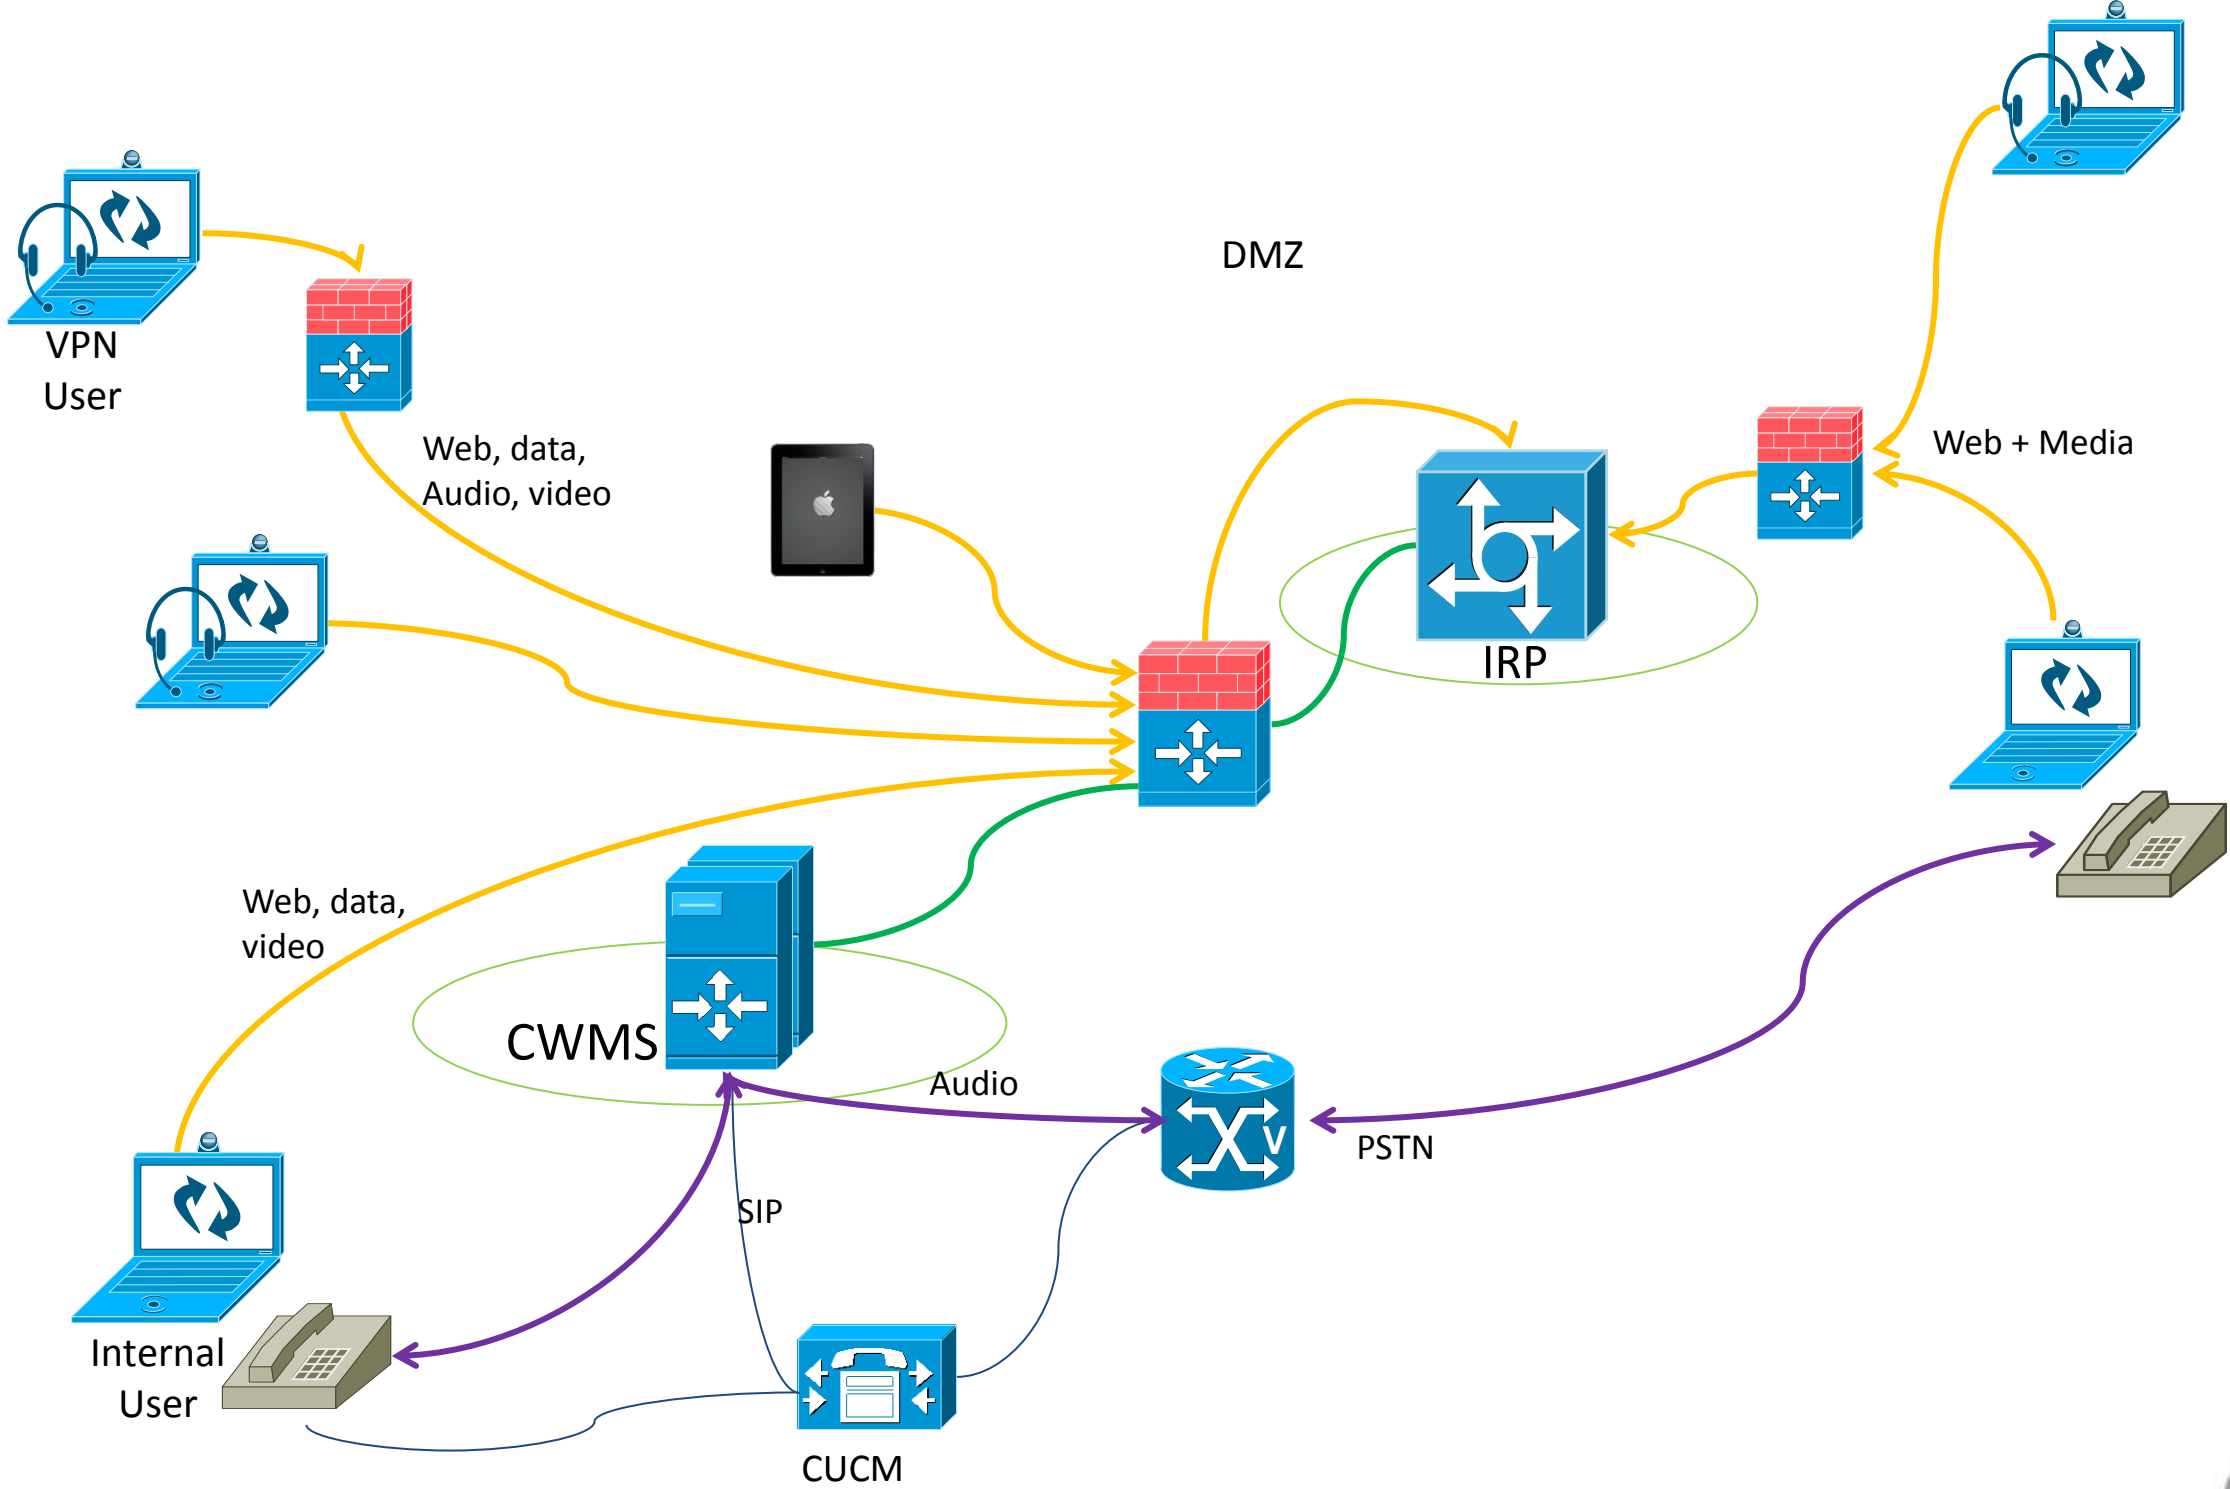 DMZ
VPN
User
Web, data,
Audio, video
Web + Media
IRP
Web, data,
video
CWMS
Audio
V
PSTN
SIP
Internal
User
CUCM